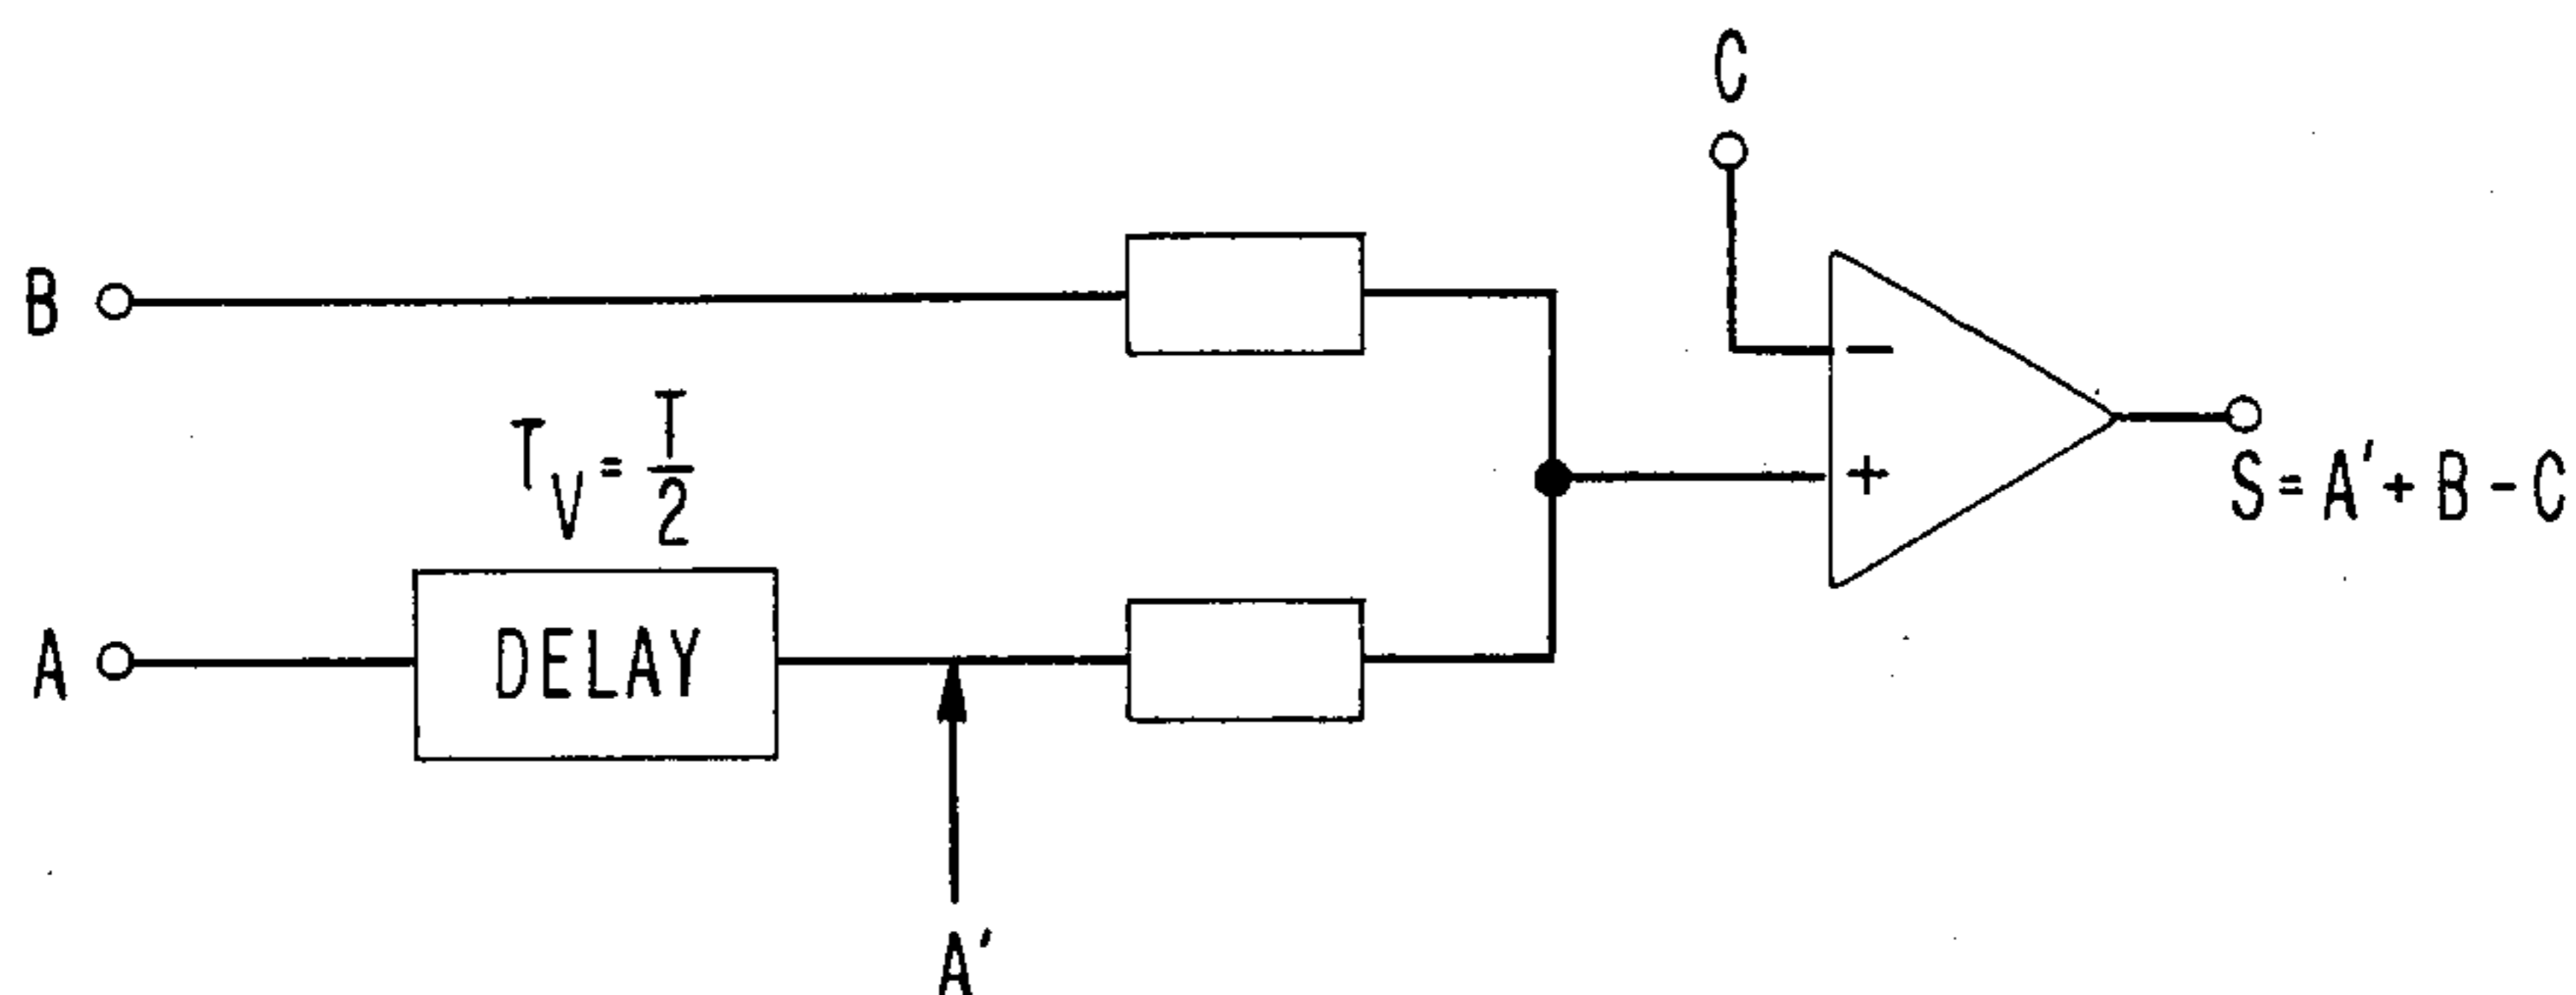 C
B
T_V = T/2
- 
+
S = A' + B - C
A
DELAY
A'